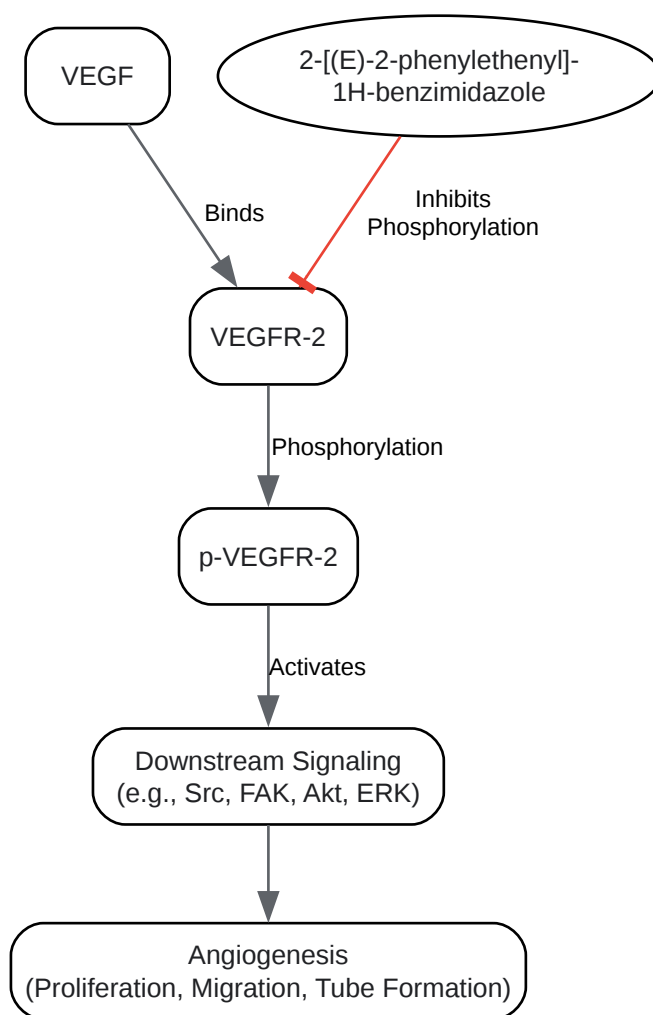 VEGF
2-[(E)-2-phenylethenyl]-
1H-benzimidazole
Binds
Inhibits
Phosphorylation
VEGFR-2
Phosphorylation
p-VEGFR-2
Activates
Downstream Signaling
(e.g., Src, FAK, Akt, ERK)
Angiogenesis
(Proliferation, Migration, Tube Formation)